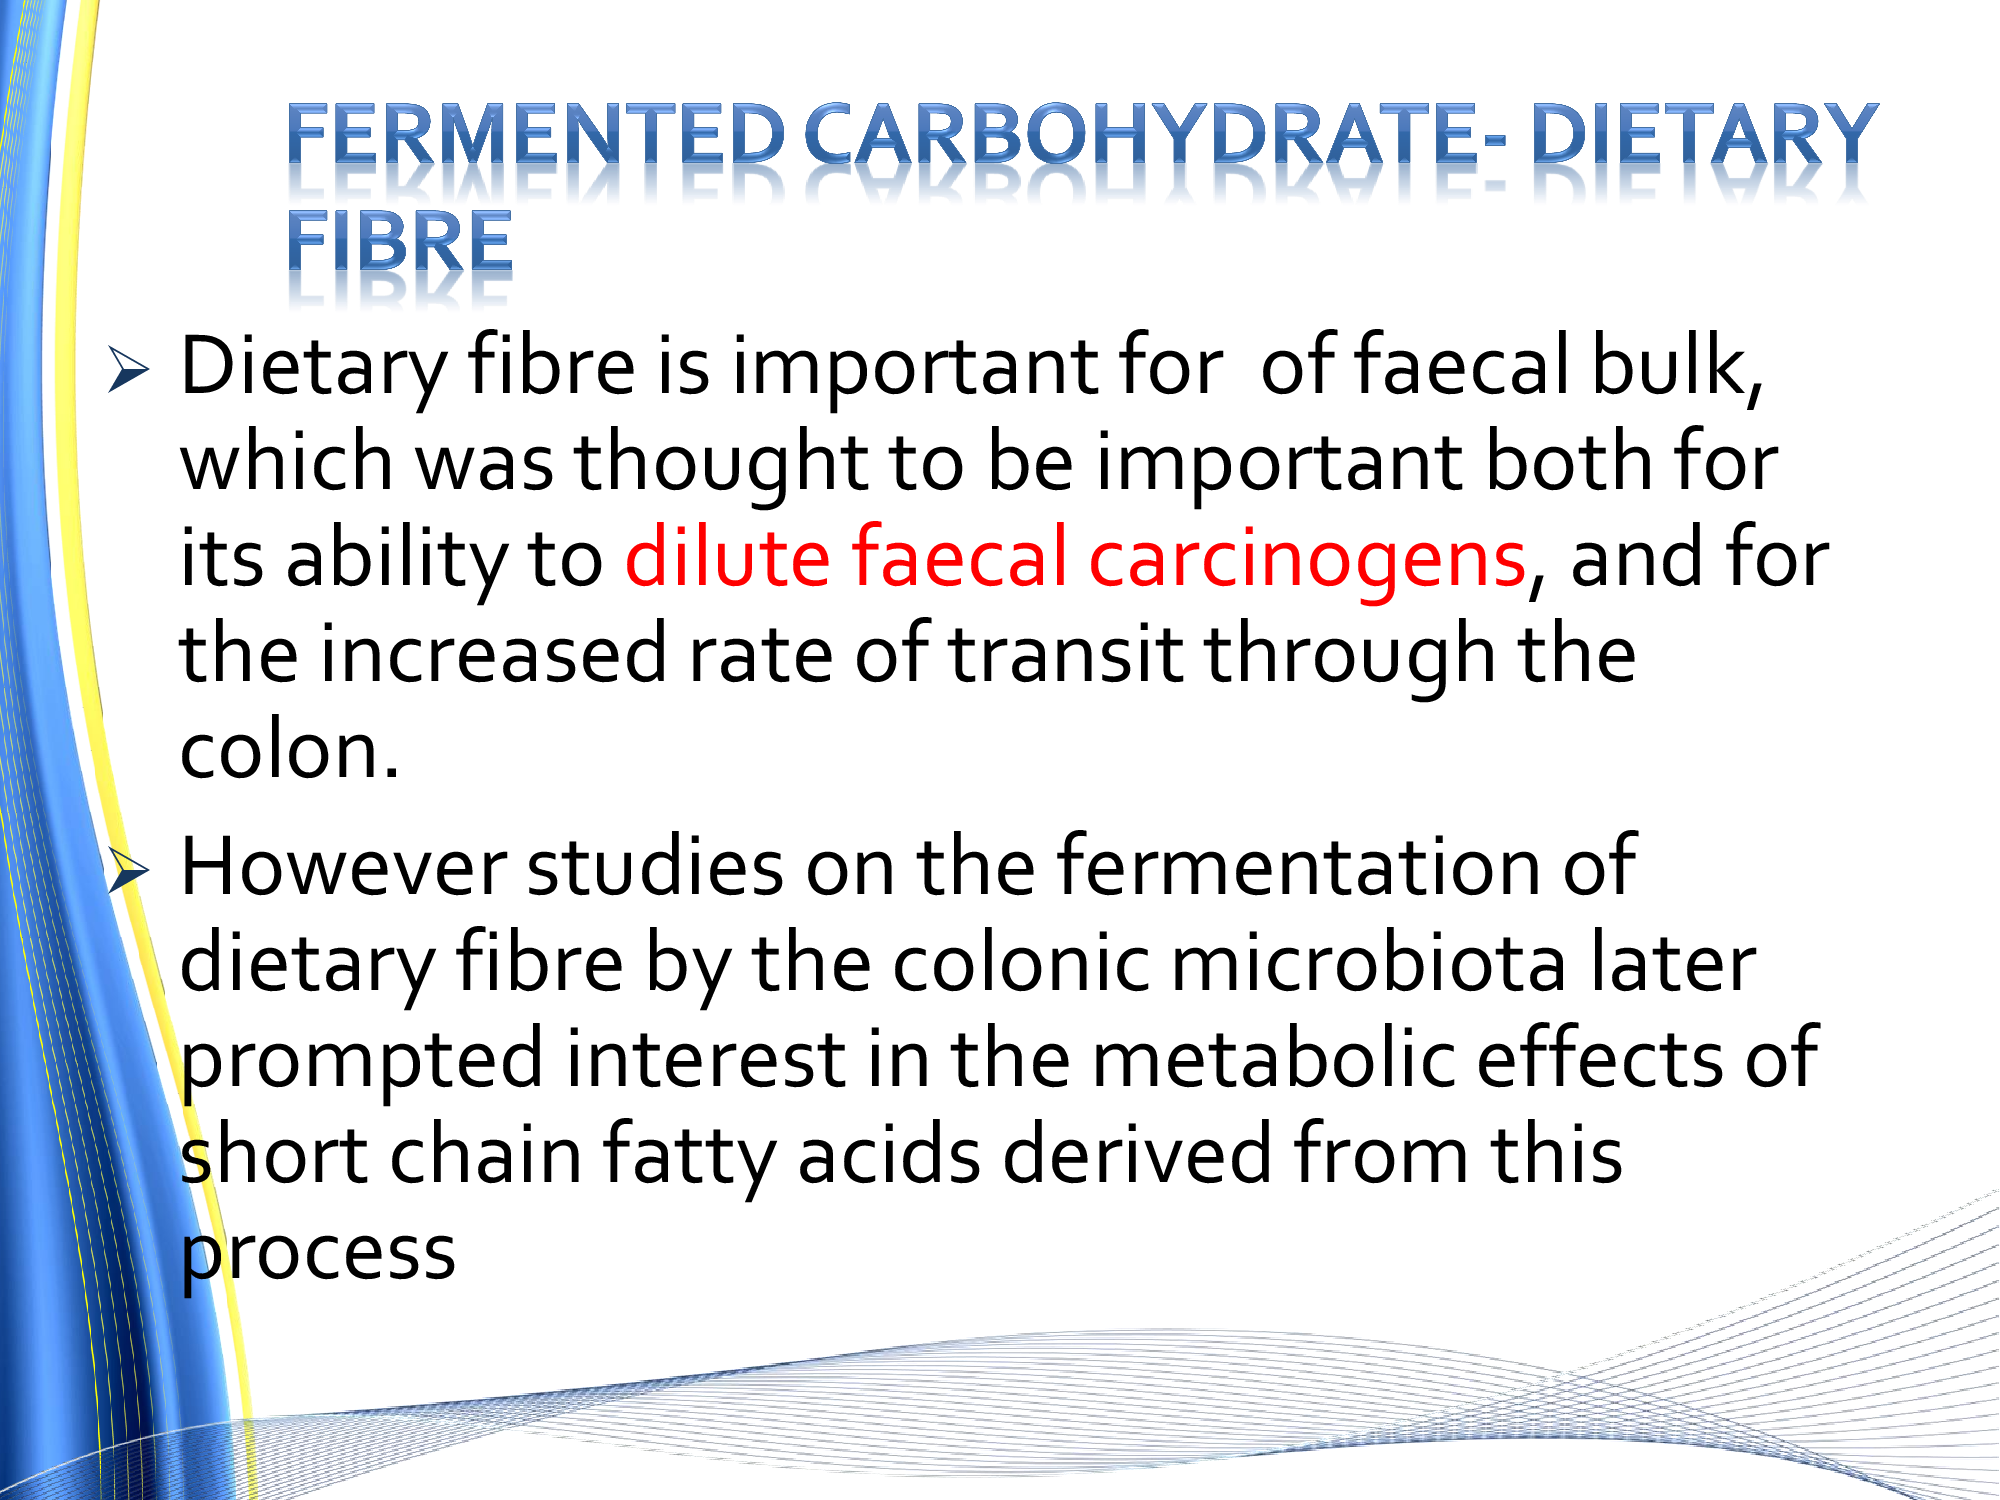 FERMENTED CARBOHYDRATE- DIETARY
FIBRE
Dietary fibre is important for  of faecal bulk,
which was thought to be important both for
its ability to dilute faecal carcinogens, and for
the increased rate of transit through the
colon.
However studies on the fermentation of
dietary fibre by the colonic microbiota later
prompted interest in the metabolic effects of
short chain fatty acids derived from this
process